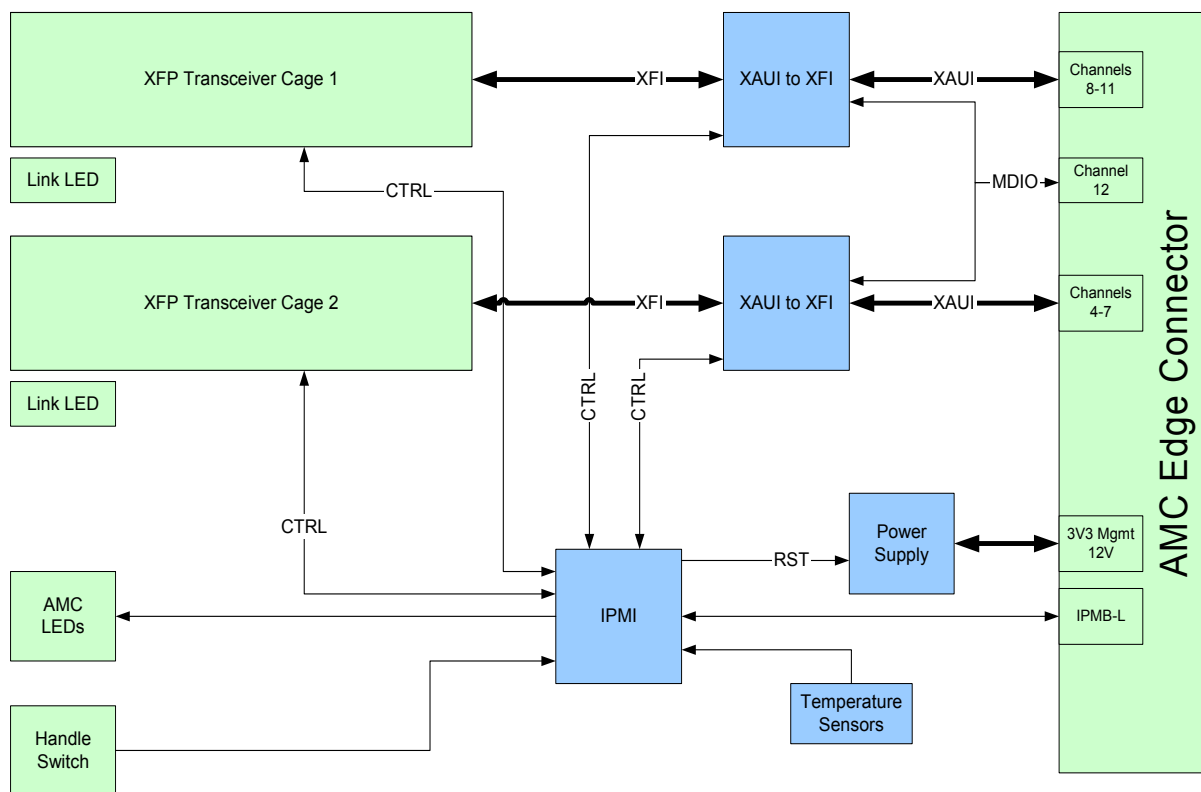 XFP Transceiver Cage 1
XFI
XAUI to XFI
XAUI
Channels
8-11
Link LED
CTRL
MDIO
Channel
12
XFP Transceiver Cage 2
XFI
XAUI to XFI
XAUI
Channels
4-7
Link LED
CTRL
CTRL
AMC Edge Connector
CTRL
RST
Power
Supply
3V3 Mgmt
12V
AMC
LEDs
IPMI
IPMB-L
Temperature
Sensors
Handle
Switch